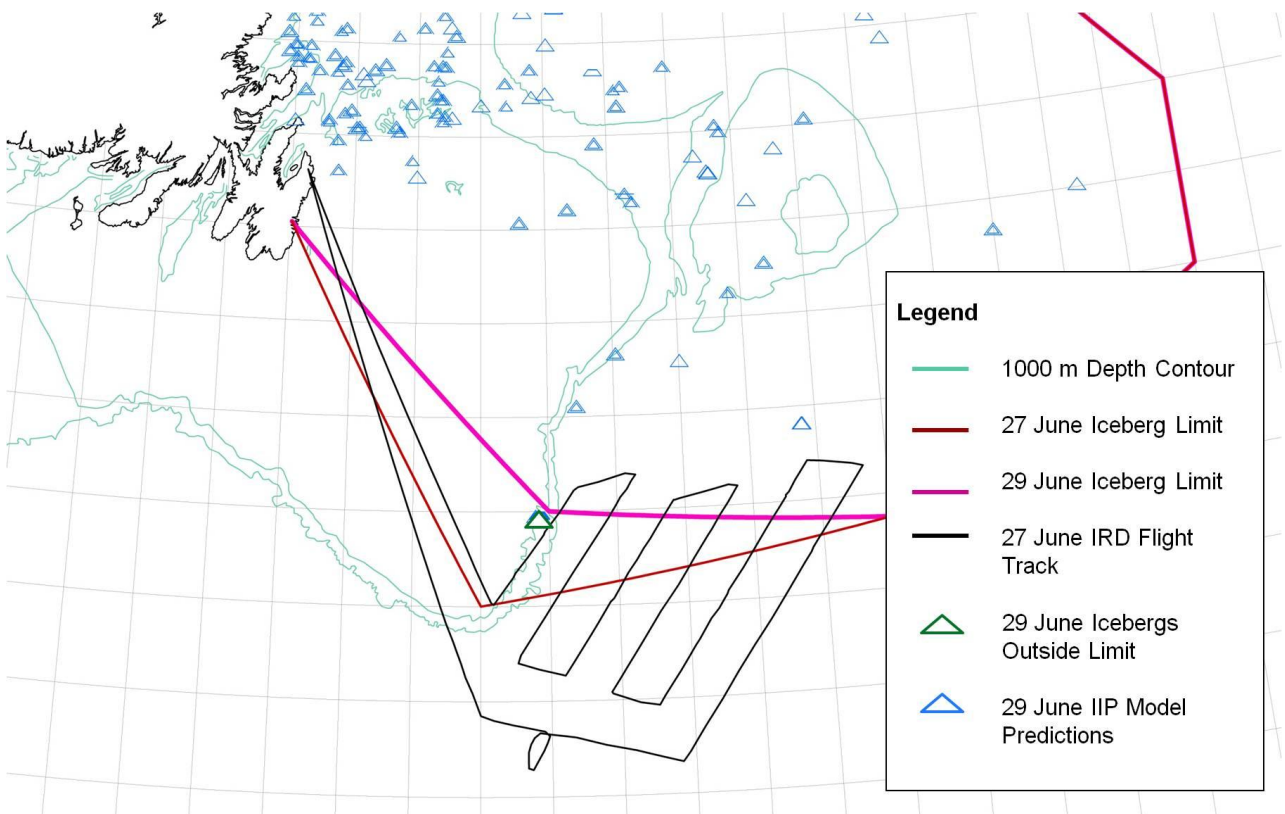 Legend
1000 m Depth Contour
27 June Iceberg Limit
29 June Iceberg Limit
27 June IRD Flight
Track
29 June Icebergs
Outside Limit
29 June IIP Model
Predictions